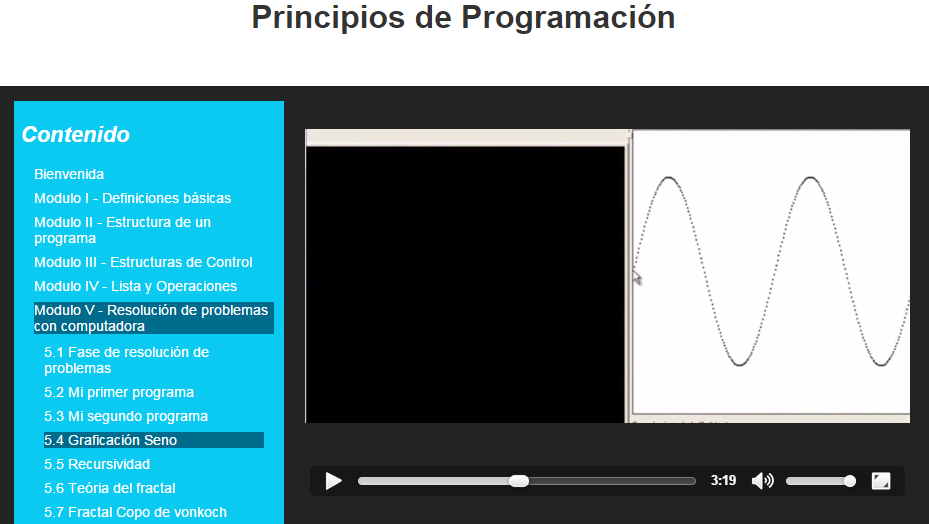 Principios de Programación
Contenido
Bienvenida
Modulo I - Definiciones básicas
Modulo II - Estructura de un
programa
Modulo III - Estructuras de Control
Modulo IV - Lista y Operaciones
Modulo V - Resolución de problemas
con computadora
5.1 Fase de resolución de
problemas
5.2 Mi primer programa
5.3 Mi segundo programa
5.4 Graficación Seno
5.5 Recursividad
5.6 Teória del fractal
5.7 Fractal Copo de vonkoch
3:19